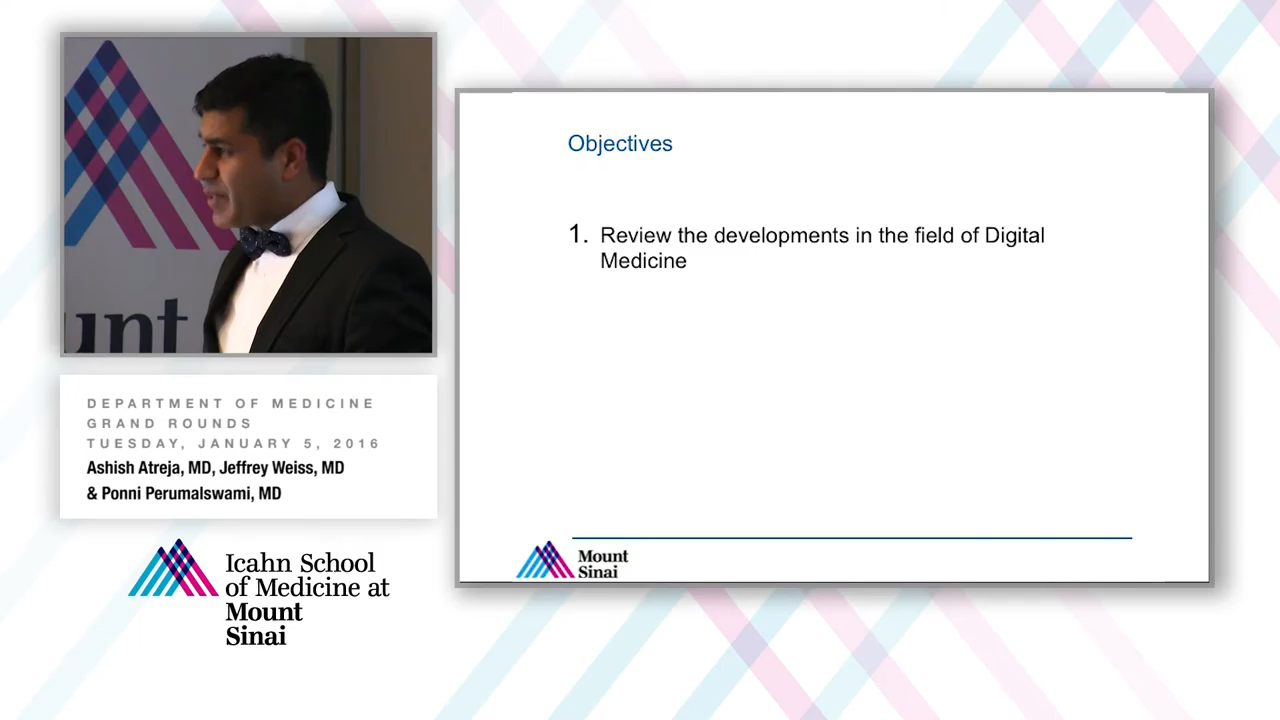 unt
DEPARTMENT OF MEDICINE
GRAND ROUNDS
TUESDAY, JANUARY 5, 2016
Ashish Atreja, MD, Jeffrey Weiss, MD
& Ponni Perumalswami, MD
Icahn School
of Medicine at
Mount
Sinai
Objectives
1. Review the developments in the field of Digital
Medicine
Mount
Sinai